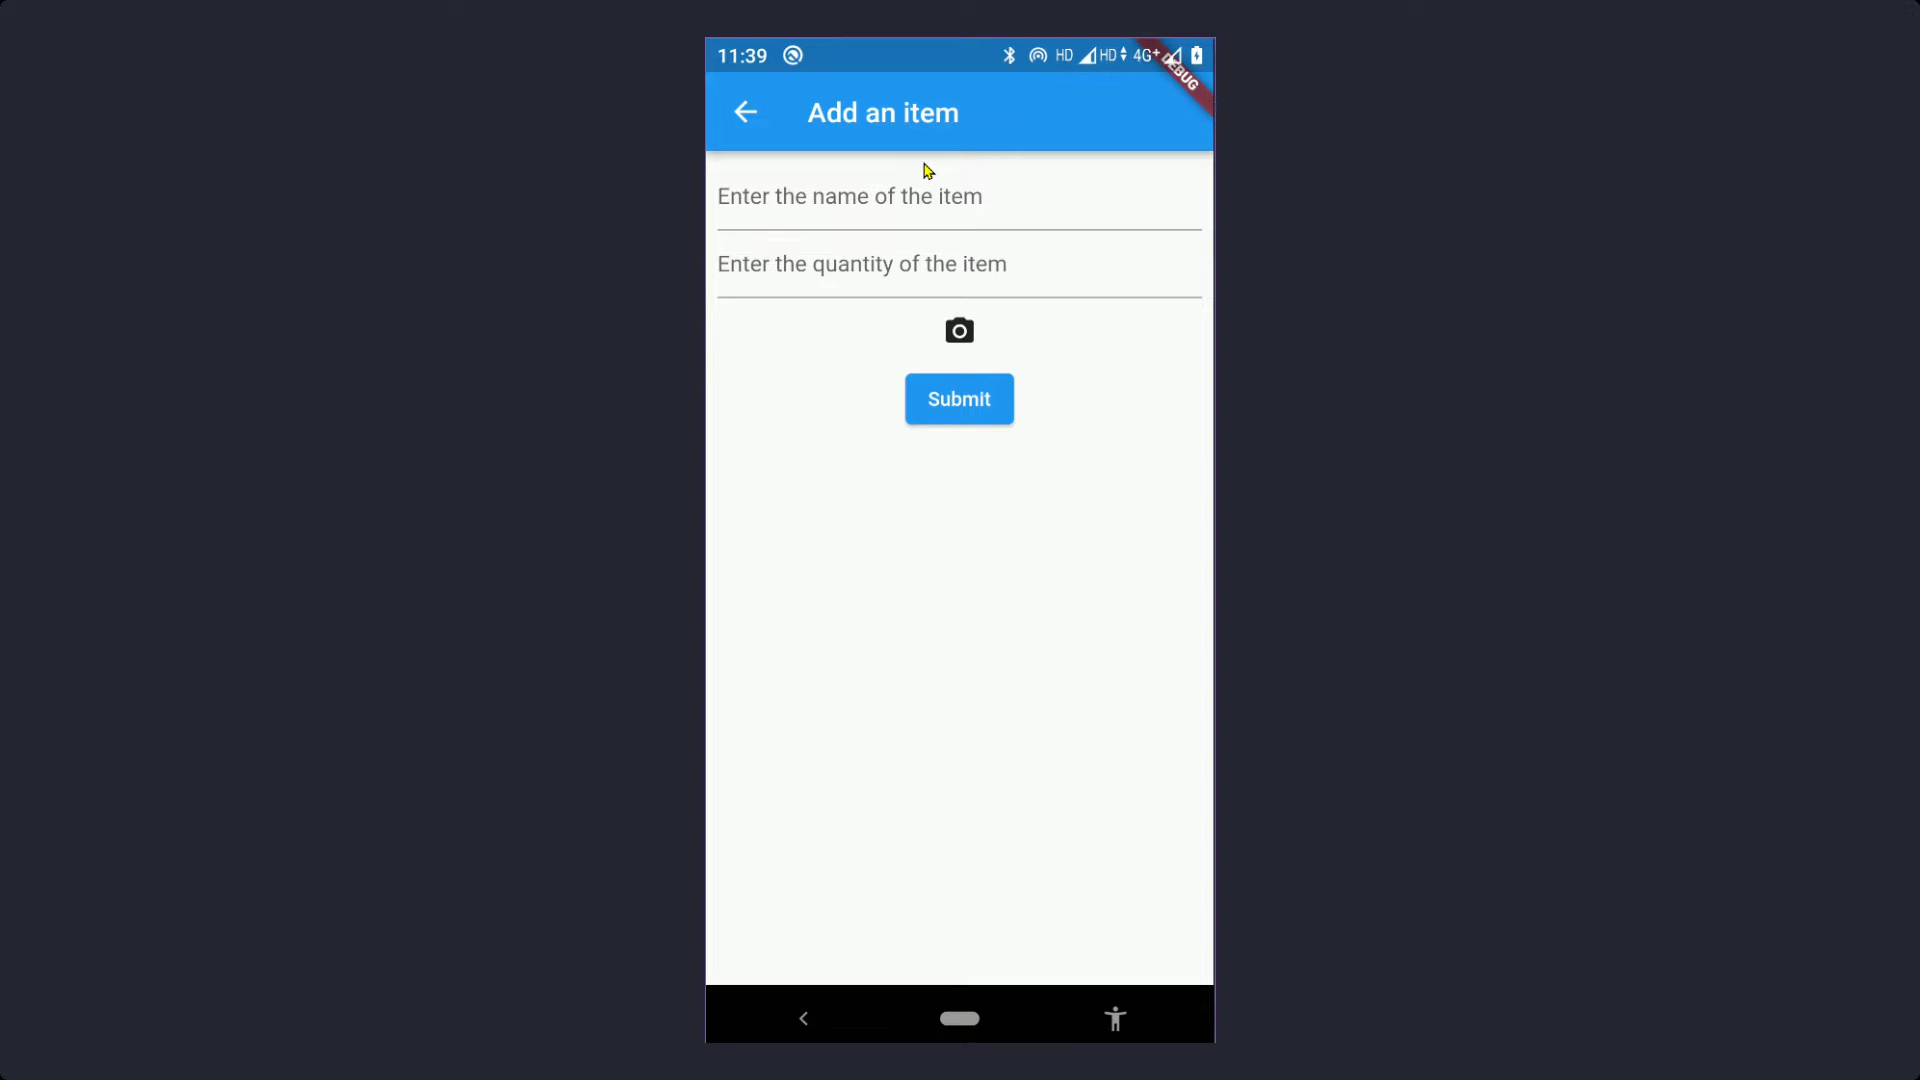 11:39 HD HD 4G+
DEBUG
Add an item
Enter the name of the item
Enter the quantity of the item
Submit